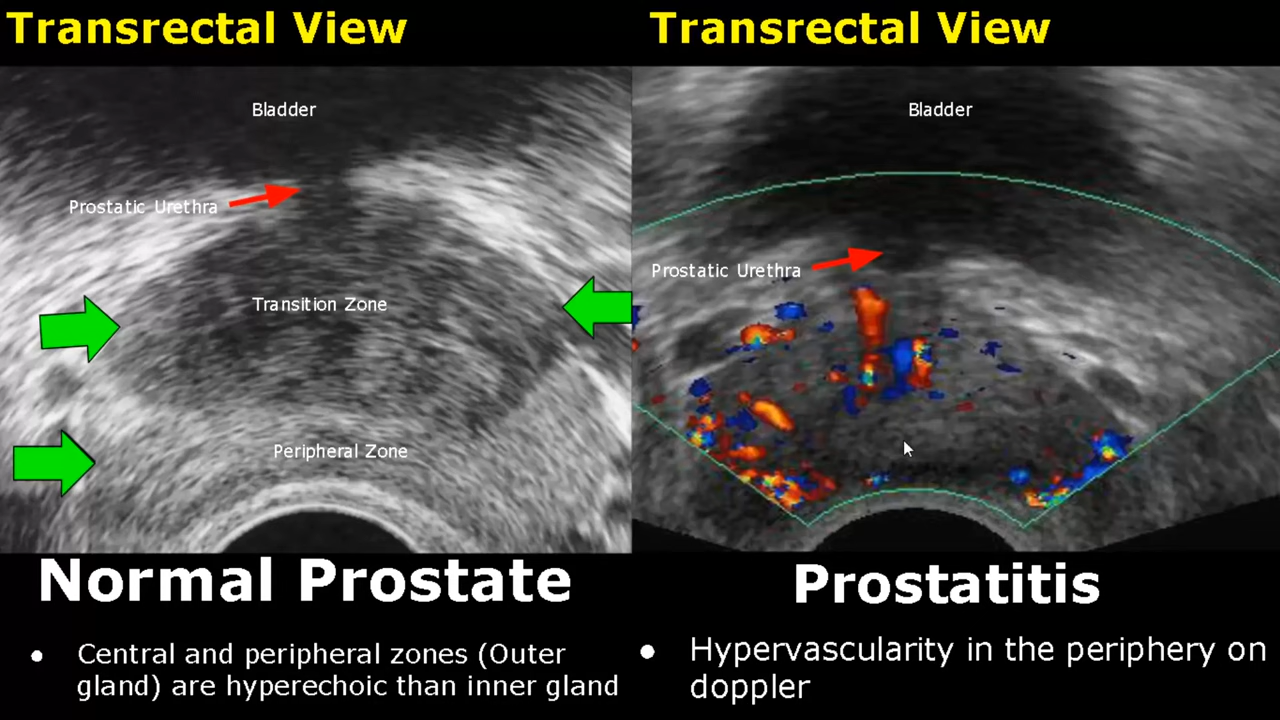 Transrectal View
Bladder
Prostatic Urethra
Transition Zone
Peripheral Zone
Normal Prostate
● Central and peripheral zones (Outer
gland) are hyperechoic than inner gland
Transrectal View
Bladder
Prostatic Urethra
Prostatitis
● Hypervascularity in the periphery on
doppler